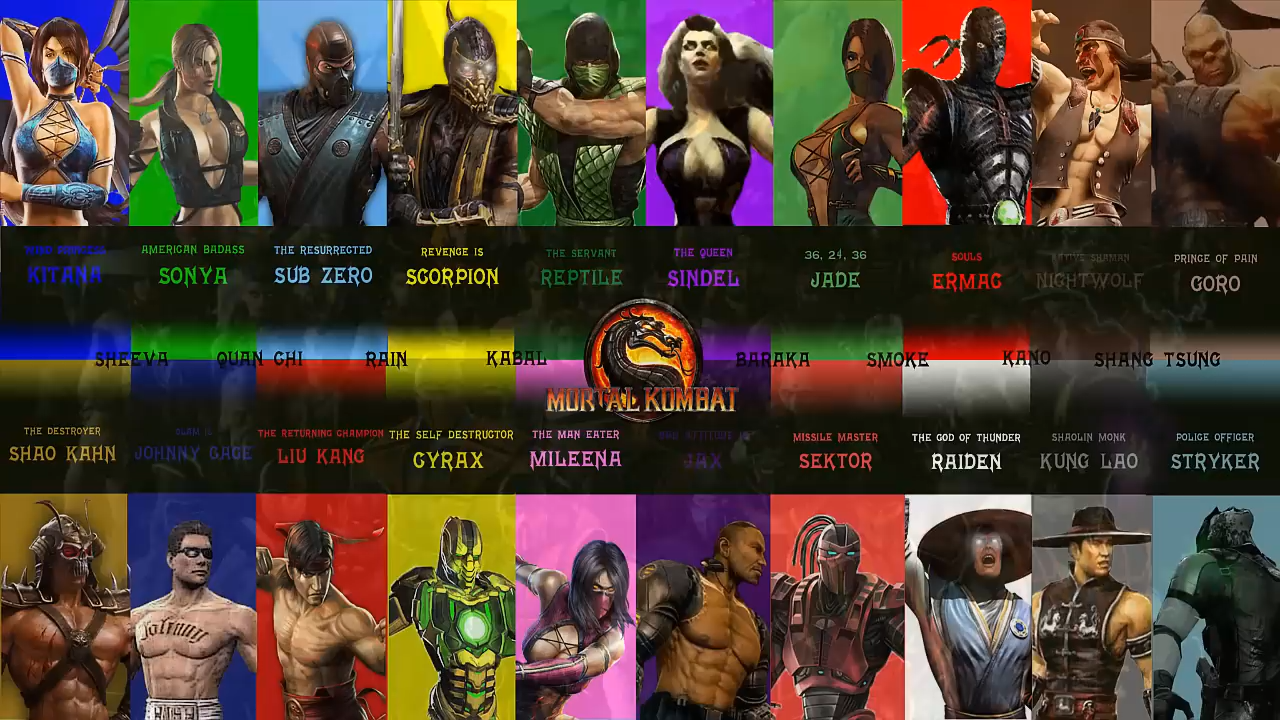 KITANA
AMERICAN BADASS
SONYA
THE RESURRECTED
SUB ZERO
REVENGE IS
SCORPION
THE SERVANT
REPTILE
THE QUEEN
SINDEL
36, 24, 36
JADE
SOULS
ERMAC
NATIVE SHAMAN
NIGHTWOLF
PRINCE OF PAIN
GORO
SHEEVA QUAN CHI RAIN KABAL BARAKA SMOKE KANO SHANG TSUNG
MORTAL KOMBAT
THE DESTROYER
SHAO KAHN
JOHNNY CAGE
THE RETURNING CHAMPION
LIU KANG
THE SELF DESTRUCTOR
CYRAX
THE MAN EATER
MILEENA
JAX
MISSILE MASTER
SEKTOR
THE GOD OF THUNDER
RAIDEN
SHAOLIN MONK
KUNG LAO
POLICE OFFICER
STRYKER